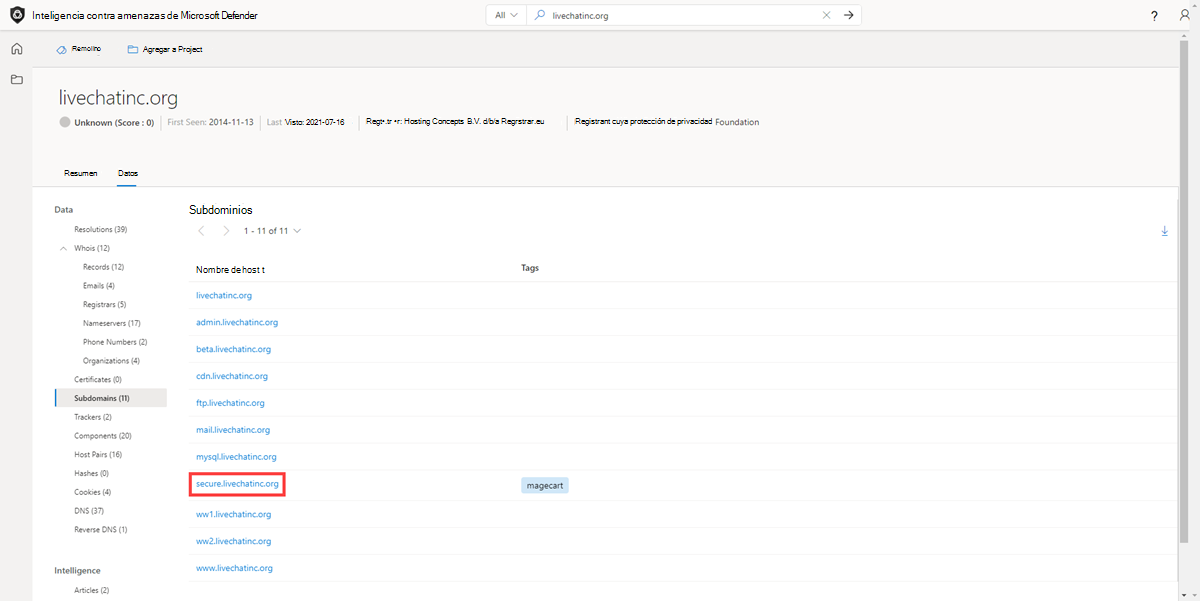 Inteligencia contra amenazas de Microsoft Defender
All
livechatinc.org
?
Remolino
Agregar a Project
livechatinc.org
Unknown (Score : 0) First Seen: 2014-11-13 Last Visto: 2021-07-16 Hosting Concepts B.V. d/b/a Regrstrar.eu Registrant cuya protección de privacidad Foundation
Resumen Datos
Data
Resolutions (39)
Whois (12)
Records (12)
Emails (4)
Registrars (5)
Nameservers (17)
Phone Numbers (2)
Organizations (4)
Certificates (0)
Subdomains (11)
Trackers (2)
Components (20)
Host Pairs (16)
Hashes (0)
Cookies (4)
DNS (37)
Reverse DNS (1)
Intelligence
Articles (2)
Subdominios
1 - 11 of 11
Nombre de host t Tags
livechatinc.org
admin.livechatinc.org
beta.livechatinc.org
cdn.livechatinc.org
ftp.livechatinc.org
mail.livechatinc.org
mysql.livechatinc.org
secure.livechatinc.org magecart
ww1.livechatinc.org
ww2.livechatinc.org
www.livechatinc.org